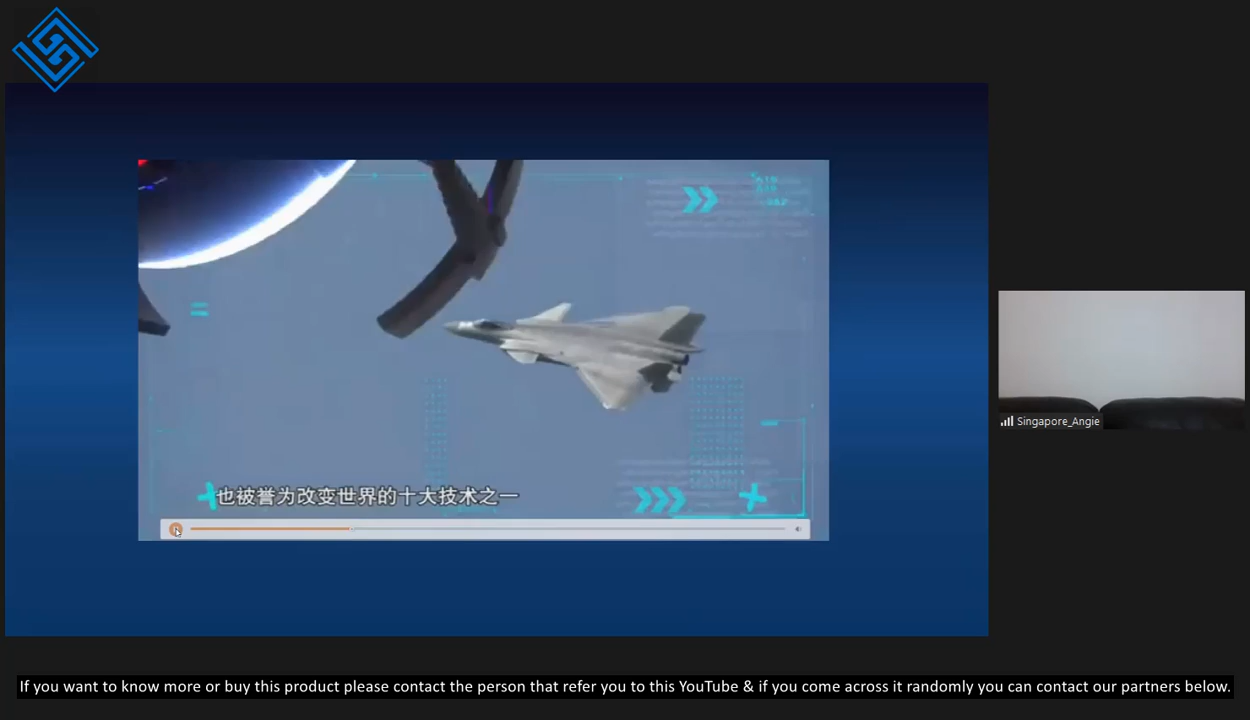 也被誉为改变世界的十大技术之一
Singapore_Angie
If you want to know more or buy this product please contact the person that refer you to this YouTube & if you come across it randomly you can contact our partners below.